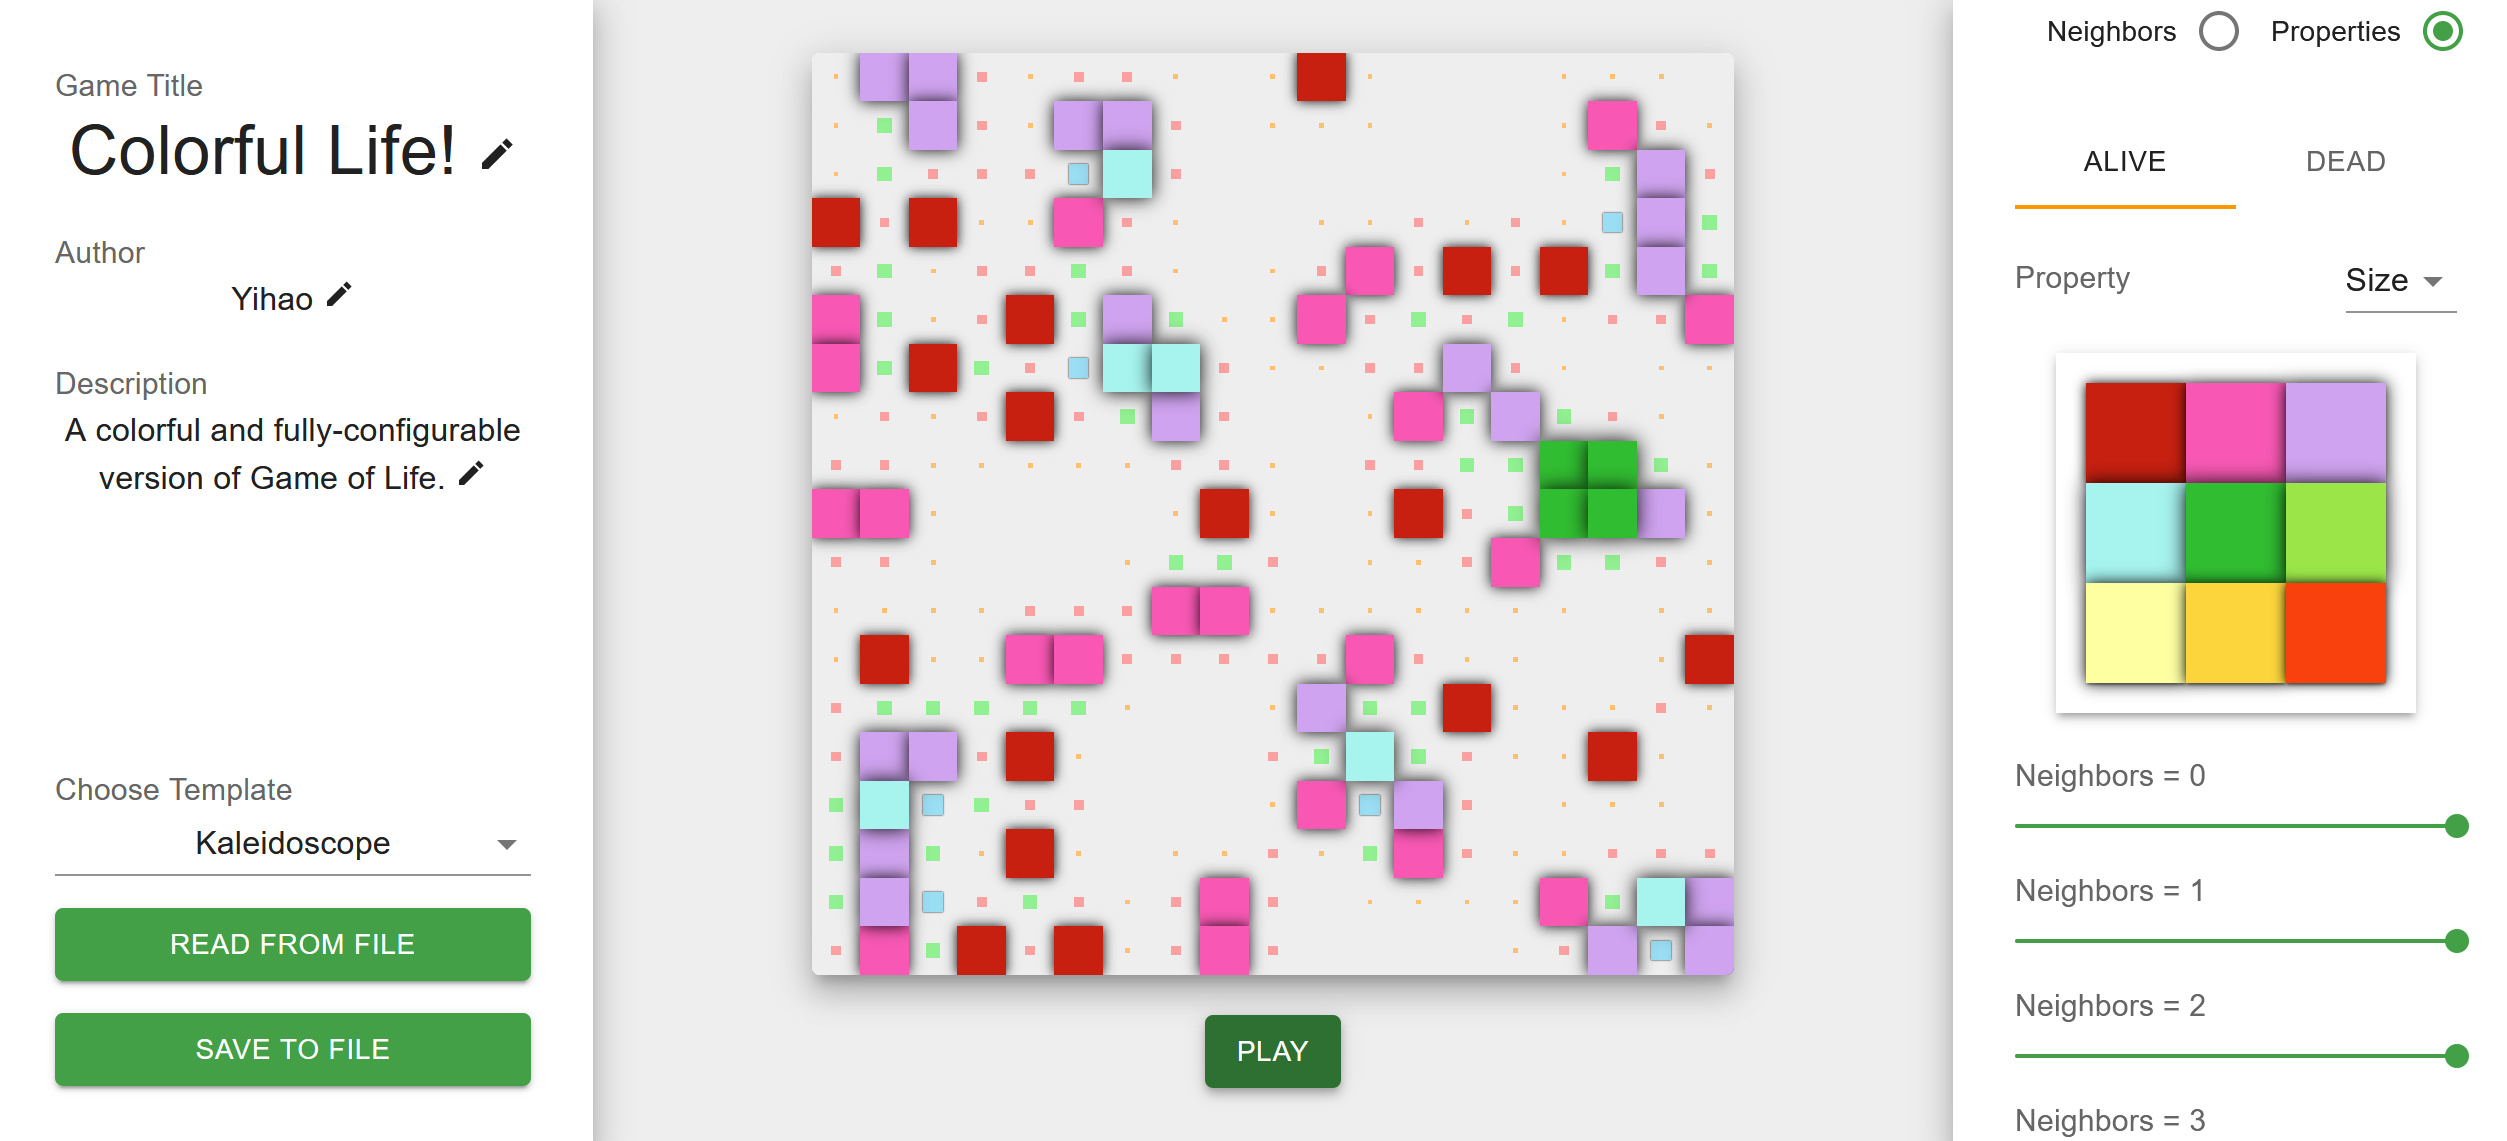 Game Title
Colorful Life!
Author
Yihao
Description
A colorful and fully-configurable
version of Game of Life.
Choose Template
Kaleidoscope
READ FROM FILE
SAVE TO FILE
PLAY
Neighbors
Properties
ALIVE
DEAD
Property
Size
Neighbors = 0
Neighbors = 1
Neighbors = 2
Neighbors = 3